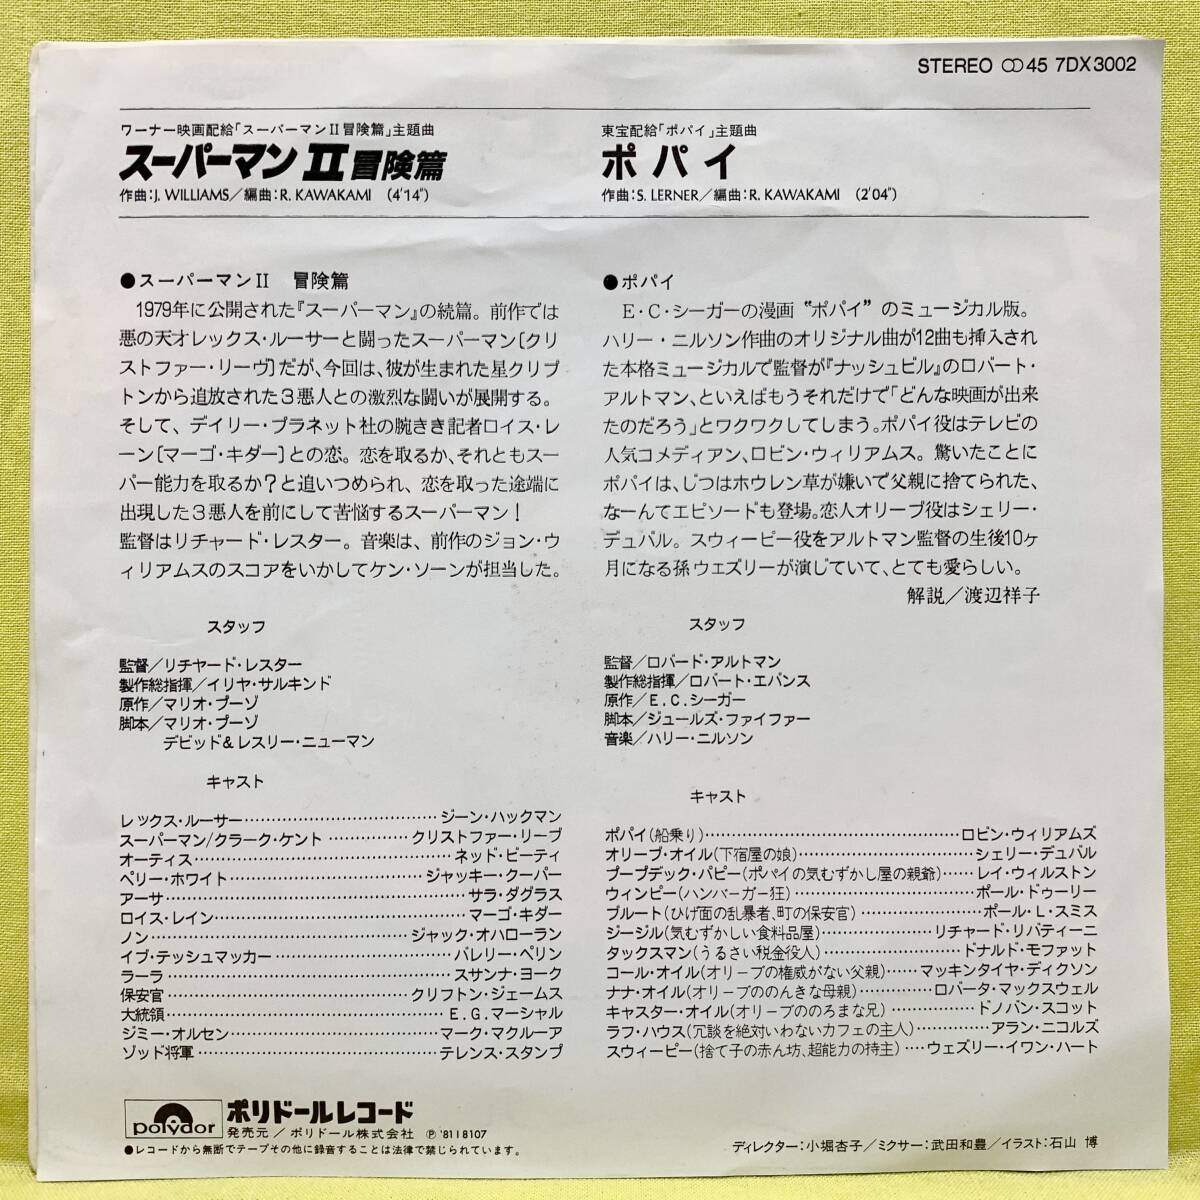 STEREO ∞ 45 7DX3002
ワーナー映画配給「スーパーマンⅡ冒険篇」主題曲
スーパーマン Ⅱ 冒険篇
作曲:J. WILLIAMS/編曲:R. KAWAKAMI (4'14")
東宝配給「ポパイ」主題曲
ポパイ
作曲:S. LERNER/編曲:R. KAWAKAMI (2'04")
●スーパーマンⅡ 冒険篇
1979年に公開された『スーパーマン』の続篇。前作では
悪の天才レックス・ルーサーと闘ったスーパーマン[クリ
ストファー・リーヴ]だが、今回は、彼が生まれた星クリプ
トンから追放された3悪人との激烈な闘いが展開する。
そして、デイリー・プラネット社の腕きき記者ロイス・レ
ーン[マーゴ・キダー]との恋。恋を取るか、それともスー
パー能力を取るか?と追いつめられ、恋を取った途端に
出現した3悪人を前にして苦悩するスーパーマン!
監督はリチャード・レスター。音楽は、前作のジョン・ウ
ィリアムスのスコアをいかしてケン・ソーンが担当した。
スタッフ
監督/リチャード・レスター
製作総指揮/イリヤ・サルキンド
原作/マリオ・プーゾ
脚本/マリオ・プーゾ
デビッド&レスリー・ニューマン
キャスト
レックス・ルーサー……………ジーン・ハックマン
スーパーマン/クラーク・ケント……………クリストファー・リーブ
オーティス……………ネッド・ビーティ
ペリー・ホワイト……………ジャッキー・クーパー
アーサ……………サラ・ダグラス
ロイス・レイン……………マーゴ・キダー
ノン……………ジャック・オハローラン
イブ・テッシュマッカー……………バレリー・ペリン
ラーラ……………スサンナ・ヨーク
保安官……………クリフトン・ジェームス
大統領……………E.G.マーシャル
ジミー・オルセン……………マーク・マクルーア
ゾッド将軍……………テレンス・スタンプ
●ポパイ
E・C・シーガーの漫画“ポパイ”のミュージカル版。
ハリー・ニルソン作曲のオリジナル曲が12曲も挿入され
た本格ミュージカルで監督が『ナッシュビル』のロバート・
アルトマン、といえばもうそれだけで「どんな映画が出来
たのだろう」とワクワクしてしまう。ポパイ役はテレビの
人気コメディアン、ロビン・ウィリアムス。驚いたことに
ポパイは、じつはホウレン草が嫌いで父親に捨てられた、
なーんてエピソードも登場。恋人オリーブ役はシェリー・
デュバル。スウィーピー役をアルトマン監督の生後10ヶ
月になる孫ウエズリーが演じていて、とても愛らしい。
解説/渡辺祥子
スタッフ
監督/ロバード・アルトマン
製作総指揮/ロバート・エバンス
原作/E.C.シーガー
脚本/ジュールズ・ファイファー
音楽/ハリー・ニルソン
キャスト
ポパイ(船乗り)……………ロビン・ウィリアムズ
オリーブ・オイル(下宿屋の娘)……………シェリー・デュバル
プープデック・パピー(ポパイの気むずかし屋の親爺)……レイ・ウィルストン
ウィンピー(ハンバーガー狂)……………ポール・ドゥーリー
ブルート(ひげ面の乱暴者、町の保安官)……………ポール・L・スミス
ジージル(気むずかしい食料品屋)……………リチャード・リバティーニ
タックスマン(うるさい税金役人)……………ドナルド・モファット
コール・オイル(オリーブの権威がない父親)……マッキンタイヤ・ディクソン
ナナ・オイル(オリーブののんきな母親)……………ロバータ・マックスウェル
キャスター・オイル(オリーブののろまな兄)……………ドノバン・スコット
ラフ・ハウス(冗談を絶対いわないカフェの主人)……………アラン・ニコルズ
スウィーピー(捨て子の赤ん坊、超能力の持主)……ウェズリー・イワン・ハート
polydor
ポリドールレコード
発売元/ポリドール株式会社 Ⓟ '81 I 8107
●レコードから無断でテープその他に録音することは法律で禁じられています。
ディレクター:小堀杏子/ミクサー:武田和豊/イラスト:石山 博